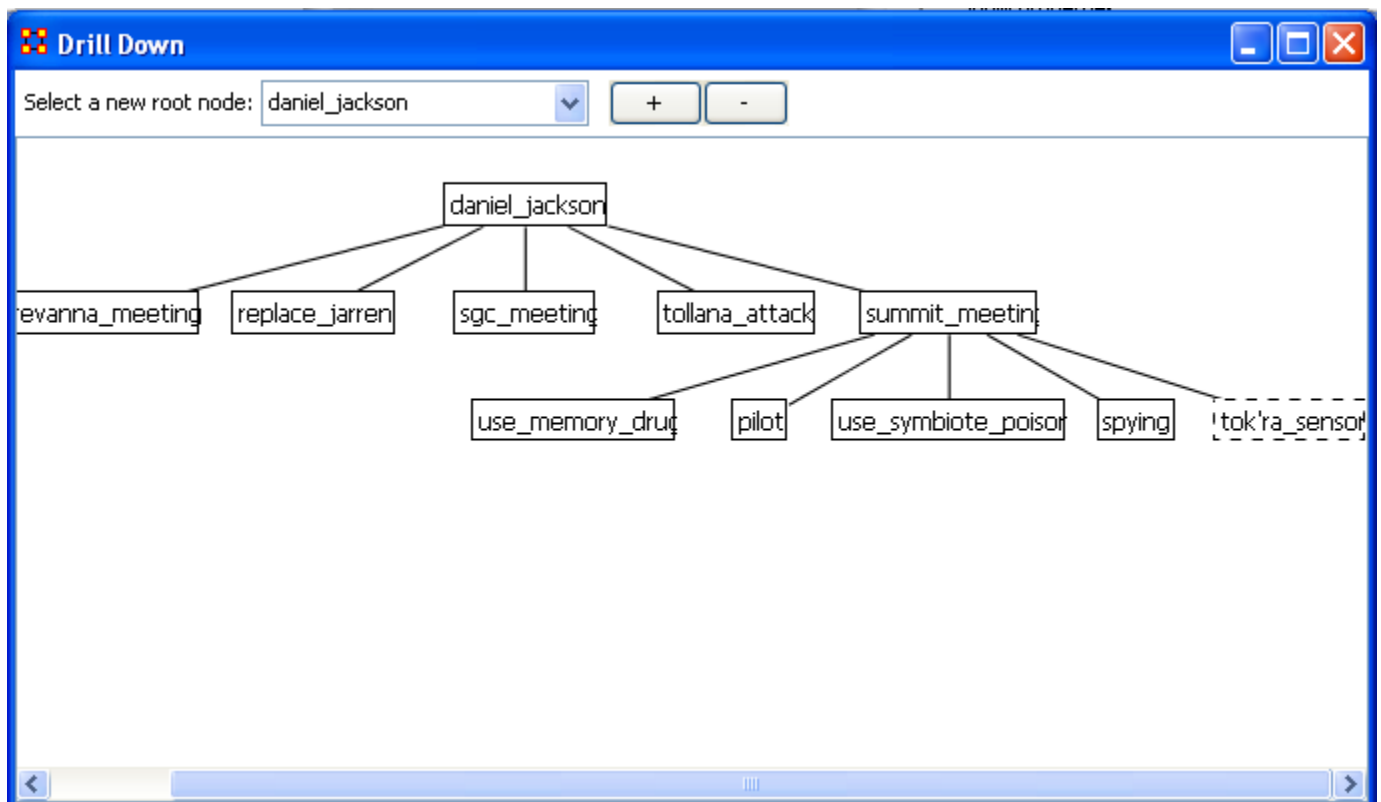 Drill Down
Select a new root node: daniel_jackson + -
daniel_jackson
revanna_meeting replace_jarren sgc_meeting tollana_attack summit_meeting
use_memory_drug pilot use_symbiote_poison spying tok'ra_sensor